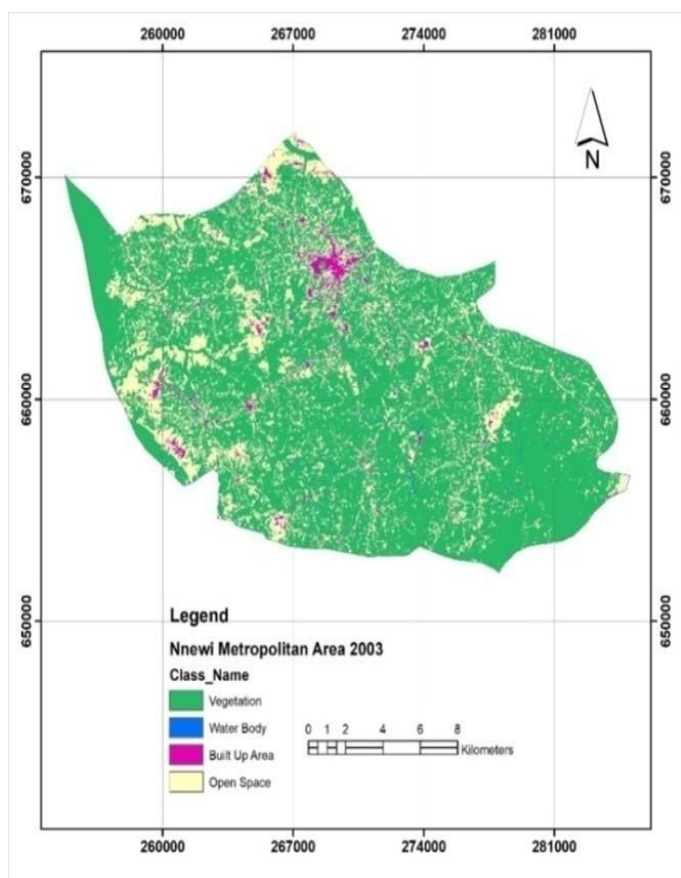 260000 267000 274000 281000
670000 670000
N
660000 660000
650000 650000
Legend
Nnewi Metropolitan Area 2003
Class_Name
Vegetation
Water Body
Built Up Area
Open Space
0 1 2 4 6 8
Kilometers
260000 267000 274000 281000